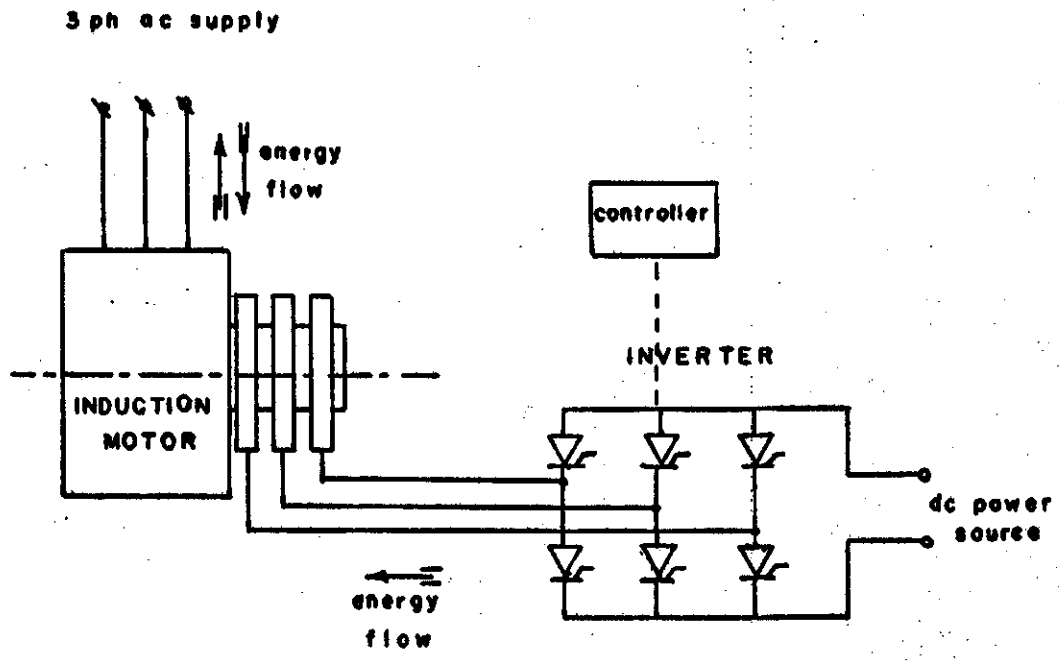 3 ph ac supply
energy
flow
controller
INVERTER
INDUCTION
MOTOR
dc power
source
energy
flow